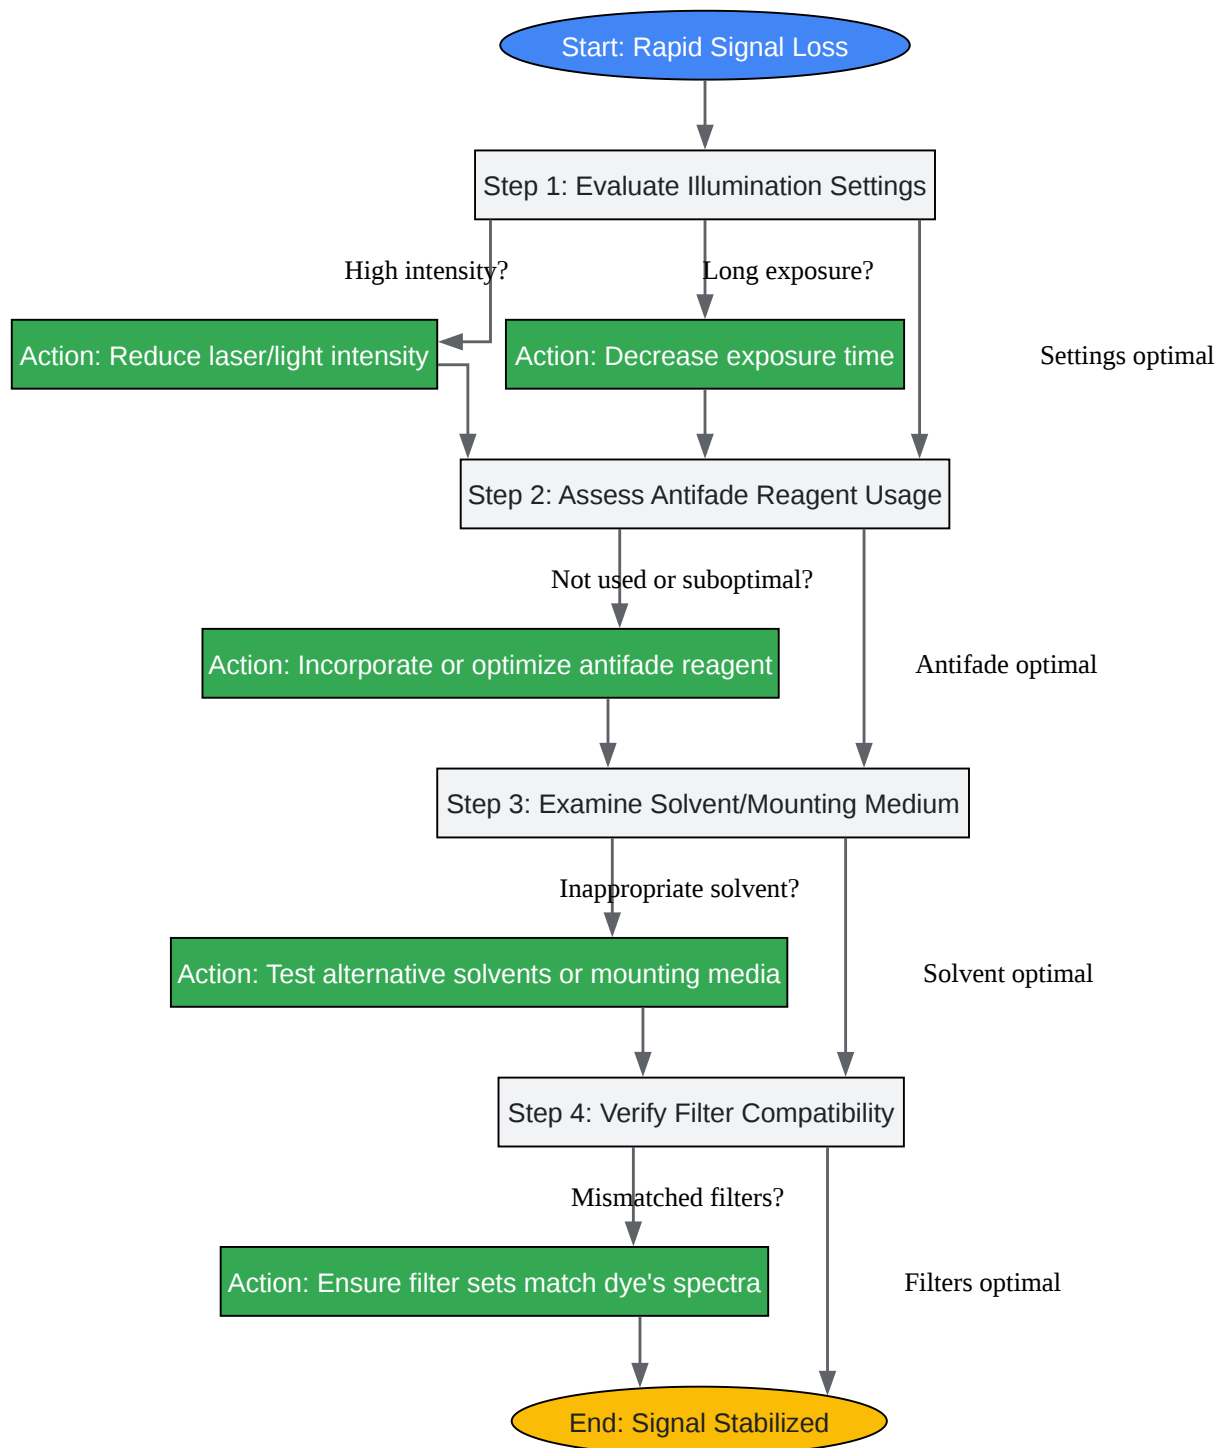 Start: Rapid Signal Loss
Step 1: Evaluate Illumination Settings
High intensity?
Long exposure?
Action: Reduce laser/light intensity
Action: Decrease exposure time
Settings optimal
Step 2: Assess Antifade Reagent Usage
Not used or suboptimal?
Action: Incorporate or optimize antifade reagent
Antifade optimal
Step 3: Examine Solvent/Mounting Medium
Inappropriate solvent?
Action: Test alternative solvents or mounting media
Solvent optimal
Step 4: Verify Filter Compatibility
Mismatched filters?
Action: Ensure filter sets match dye's spectra
Filters optimal
End: Signal Stabilized